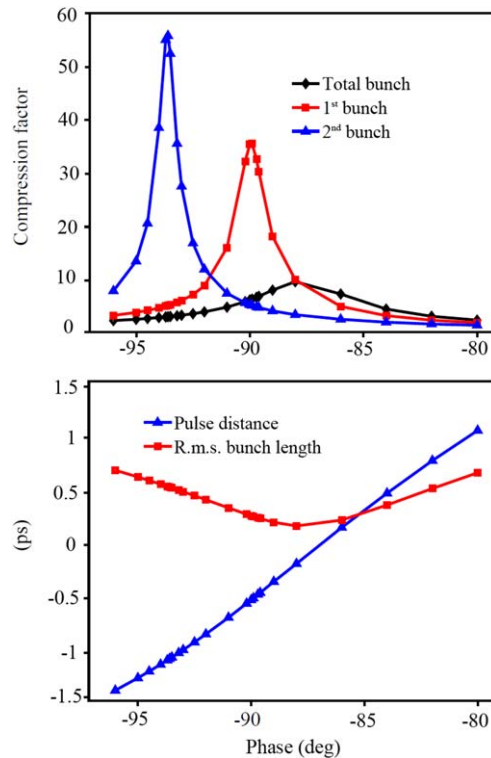 60
50
40
30
20
10
0
Compression factor
Total bunch
1st bunch
2nd bunch
-95
-90
-85
-80
1.5
1
0.5
0
-0.5
-1
-1.5
(ps)
Pulse distance
R.m.s. bunch length
-95
-90
-85
-80
Phase (deg)